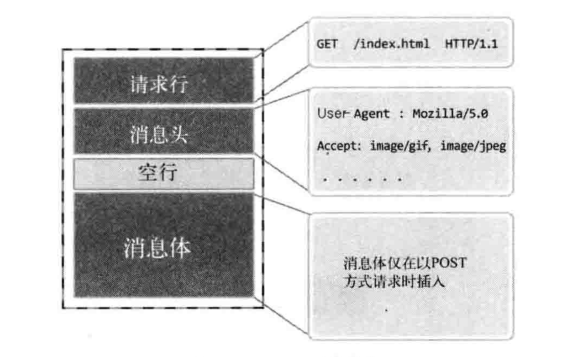 请求行
消息头
空行
消息体
GET /index.html HTTP/1.1
User-Agent : Mozilla/5.0
Accept: image/gif, image/jpeg
. . . . . .
消息体仅在以POST
方式请求时插入